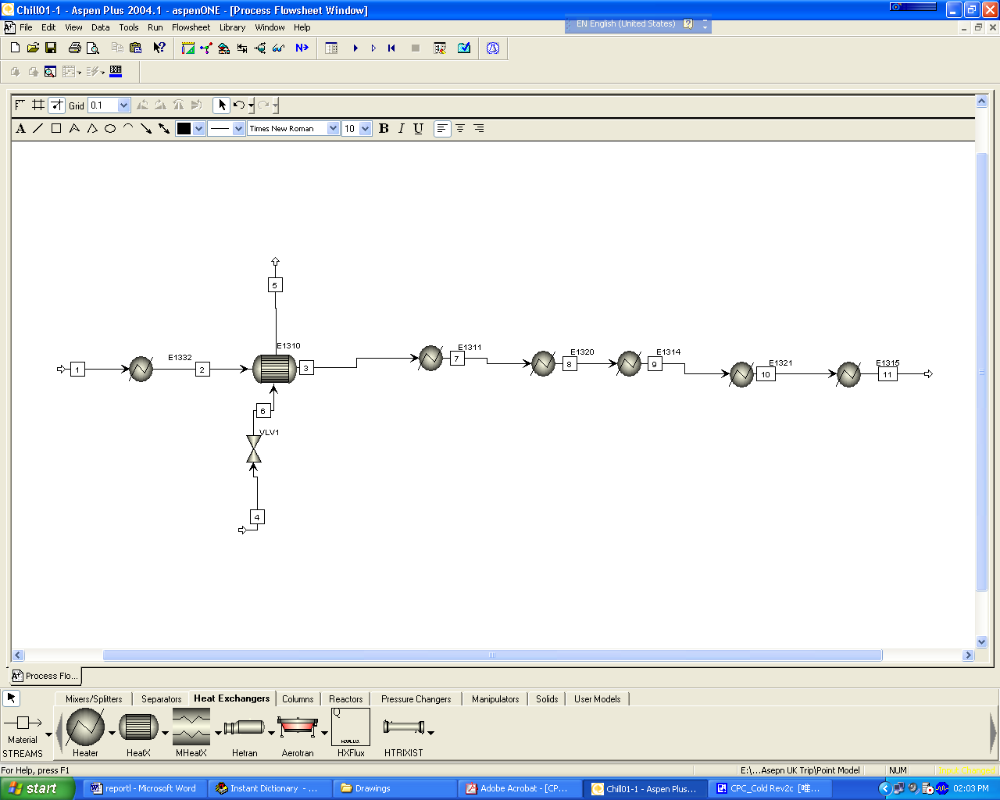 Chill01-1 - Aspen Plus 2004.1 - aspenONE - [Process Flowsheet Window]
File Edit View Data Tools Run Flowsheet Library Window Help
EN English (United States)
N>
Grid 0.1
A Times New Roman 10 B I U
5
E1310
E1332
1
2
3
E1311
7
E1320
8
E1314
9
E1321
10
E1315
11
6
VLV1
4
Process Flo...
Mixers/Splitters Separators Heat Exchangers Columns Reactors Pressure Changers Manipulators Solids User Models
Q
Material
STREAMS
Heater HeatX MHeatX Hetran Aerotran HXFlux HTRIXIST
For Help, press F1
E:\...Asepn UK Trip\Point Model NUM Input Changed
start
reportl - Microsoft Word
Instant Dictionary - ...
Drawings
Adobe Acrobat - [CP...
Chill01-1 - Aspen Plus...
CPC_Cold Rev2c [唯...
02:03 PM